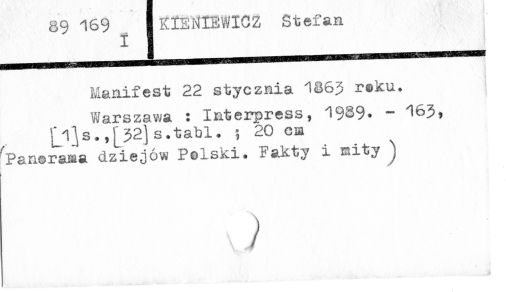 89 169
I
KIENIEWICZ Stefan
Manifest 22 stycznia 1863 roku.
Warszawa : Interpress, 1989. - 163,
[1]s.,[32]s.tabl. ; 20 cm
(Panorama dziejów Polski. Fakty i mity)